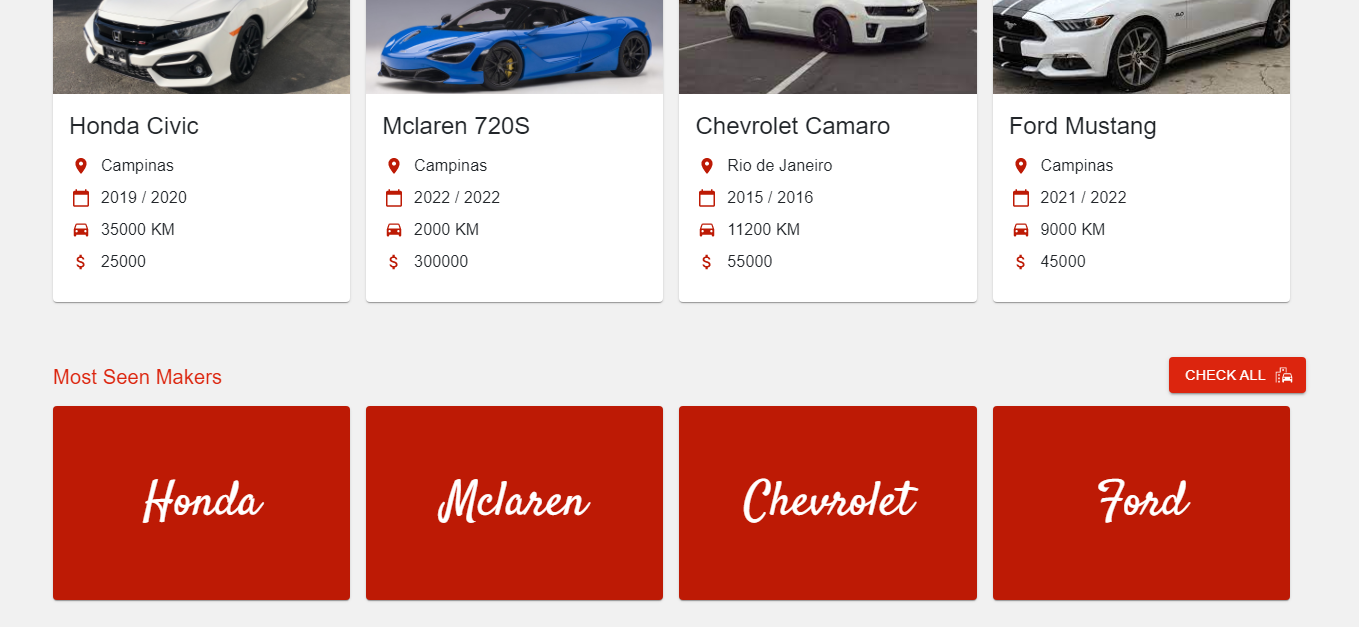 Honda Civic
Campinas
2019 / 2020
35000 KM
$ 25000
Mclaren 720S
Campinas
2022 / 2022
2000 KM
$ 300000
Chevrolet Camaro
Rio de Janeiro
2015 / 2016
11200 KM
$ 55000
Ford Mustang
Campinas
2021 / 2022
9000 KM
$ 45000
Most Seen Makers
CHECK ALL
Honda
Mclaren
Chevrolet
Ford